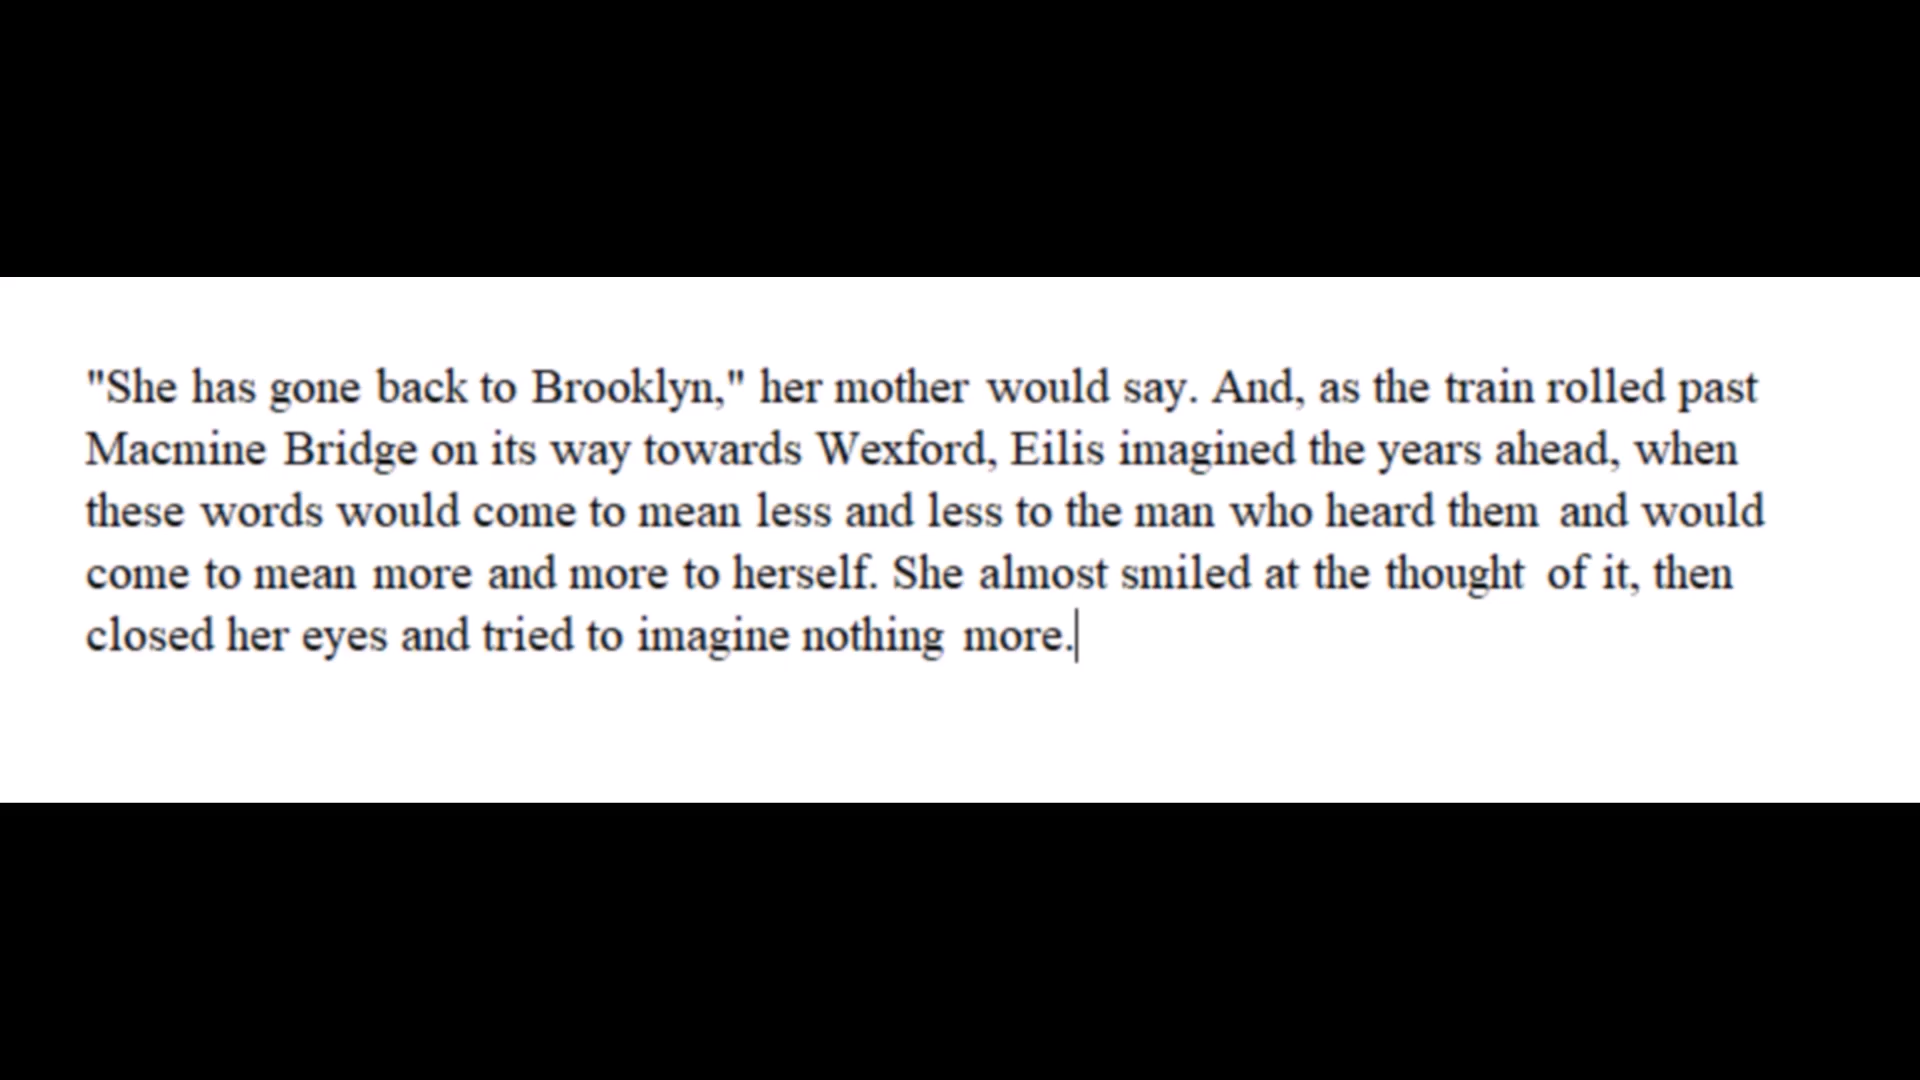 "She has gone back to Brooklyn," her mother would say. And, as the train rolled past
Macmine Bridge on its way towards Wexford, Eilis imagined the years ahead, when
these words would come to mean less and less to the man who heard them and would
come to mean more and more to herself. She almost smiled at the thought of it, then
closed her eyes and tried to imagine nothing more.